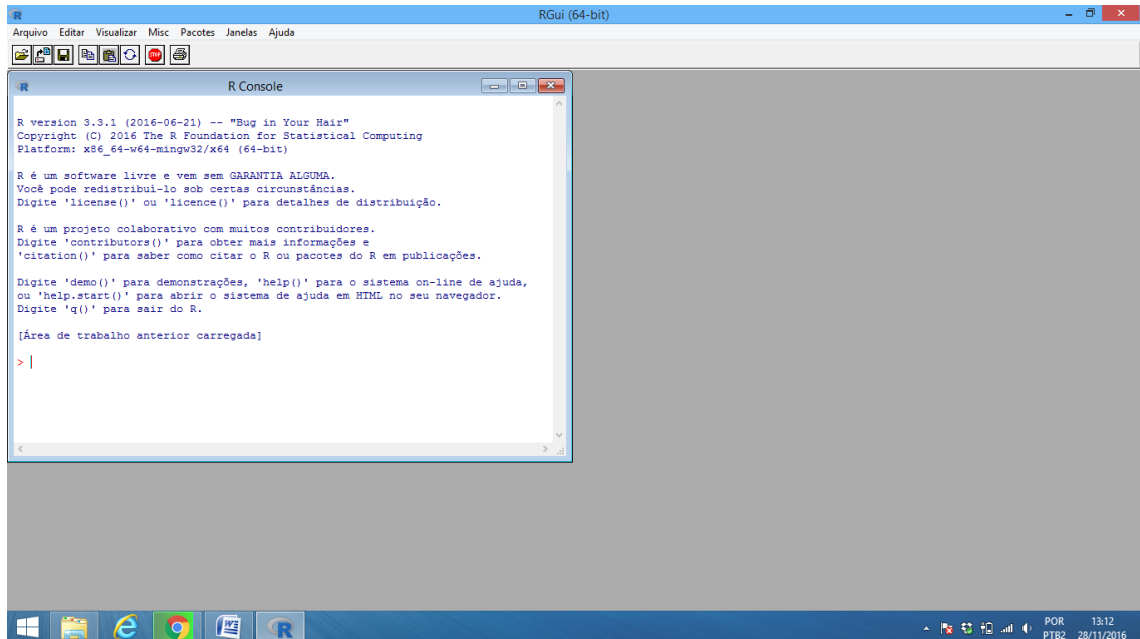 RGui (64-bit)
Arquivo Editar Visualizar Misc Pacotes Janelas Ajuda
STOP
R Console
R version 3.3.1 (2016-06-21) -- "Bug in Your Hair"
Copyright (C) 2016 The R Foundation for Statistical Computing
Platform: x86_64-w64-mingw32/x64 (64-bit)
R é um software livre e vem sem GARANTIA ALGUMA.
Você pode redistribuí-lo sob certas circunstâncias.
Digite 'license()' ou 'licence()' para detalhes de distribuição.
R é um projeto colaborativo com muitos contribuidores.
Digite 'contributors()' para obter mais informações e
'citation()' para saber como citar o R ou pacotes do R em publicações.
Digite 'demo()' para demonstrações, 'help()' para o sistema on-line de ajuda,
ou 'help.start()' para abrir o sistema de ajuda em HTML no seu navegador.
Digite 'q()' para sair do R.
[Área de trabalho anterior carregada]
>
POR 13:12
PTB2 28/11/2016